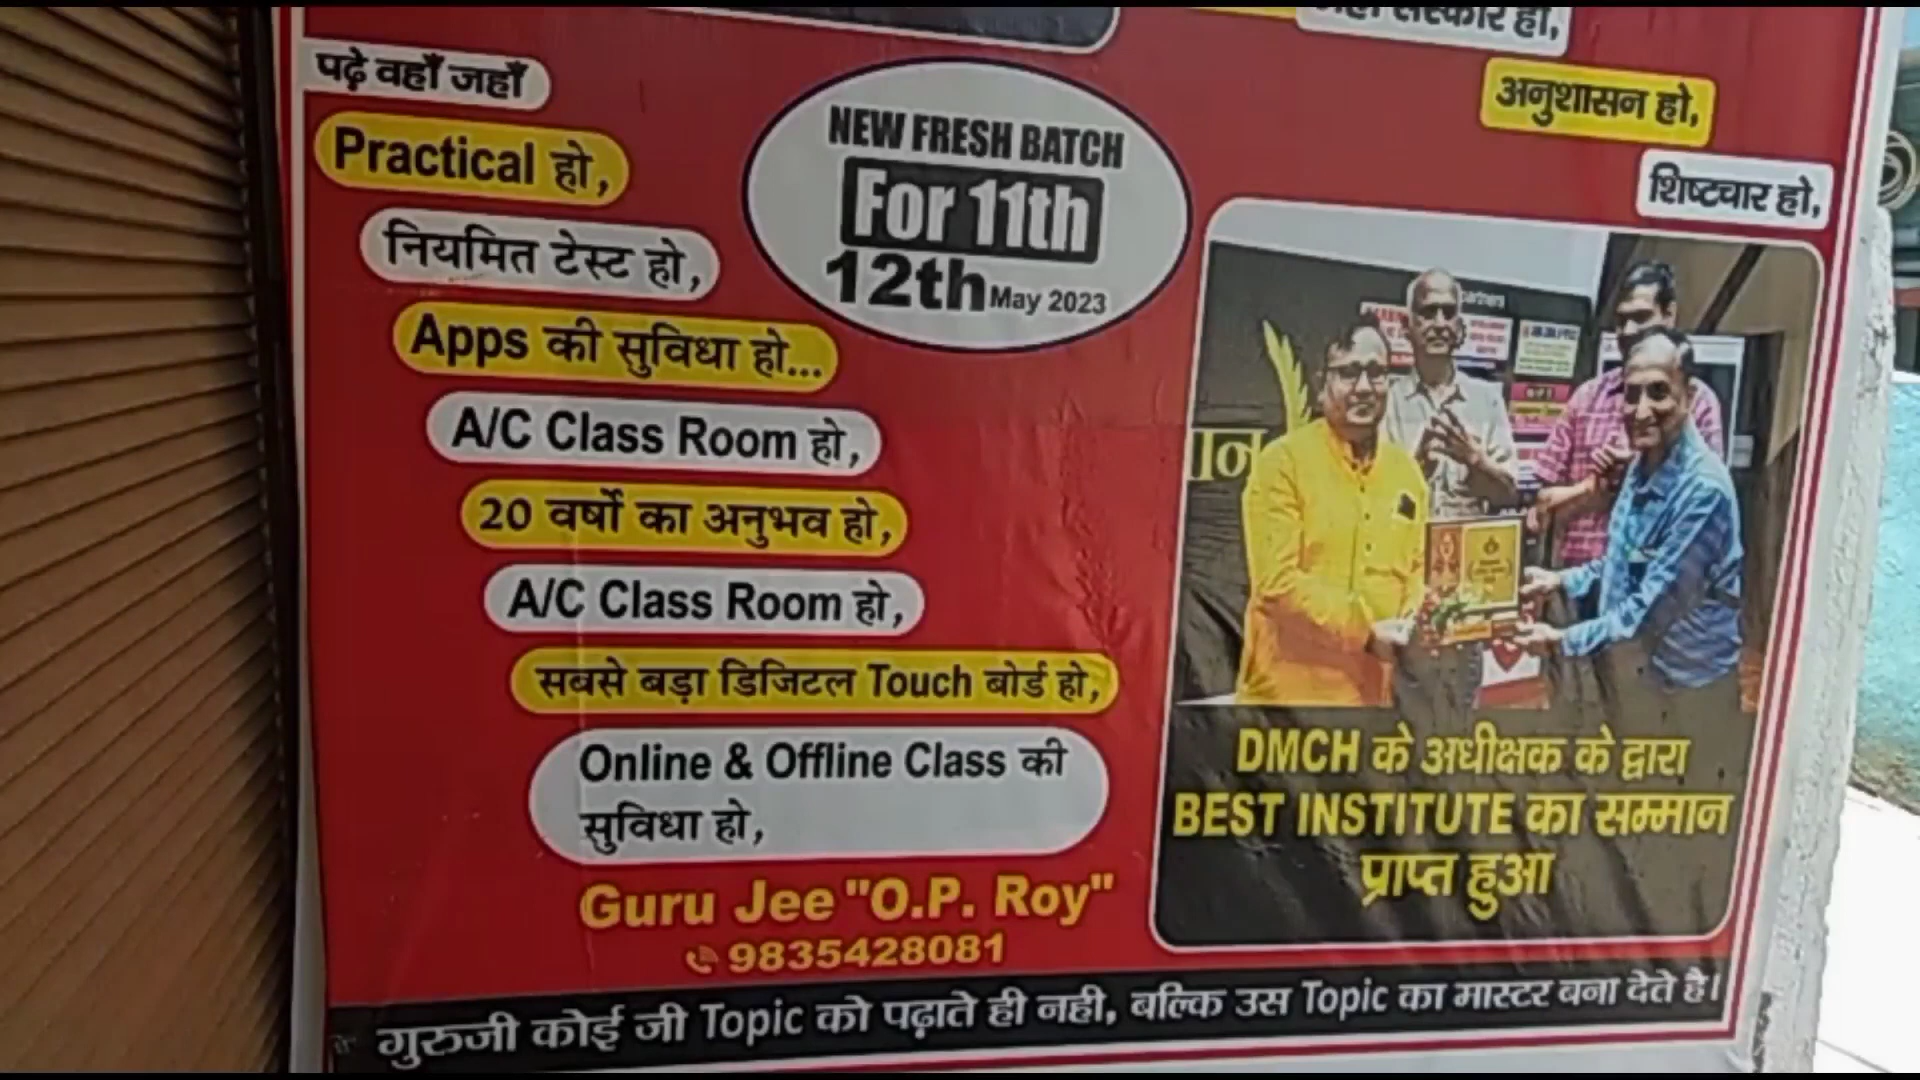 संस्कार हो,
अनुशासन हो,
शिष्टाचार हो,
पढ़े वहाँ जहाँ
Practical हो,
नियमित टेस्ट हो,
Apps की सुविधा हो...
A/C Class Room हो,
20 वर्षो का अनुभव हो,
A/C Class Room हो,
सबसे बड़ा डिजिटल Touch बोर्ड हो,
Online & Offline Class की
सुविधा हो,
Guru Jee "O.P. Roy"
9835428081
NEW FRESH BATCH
For 11th
12th May 2023
DMCH के अधीक्षक के द्वारा
BEST INSTITUTE का सम्मान
प्राप्त हुआ
गुरुजी कोई जी Topic को पढ़ाते ही नही, बल्कि उस Topic का मास्टर बना देते है।